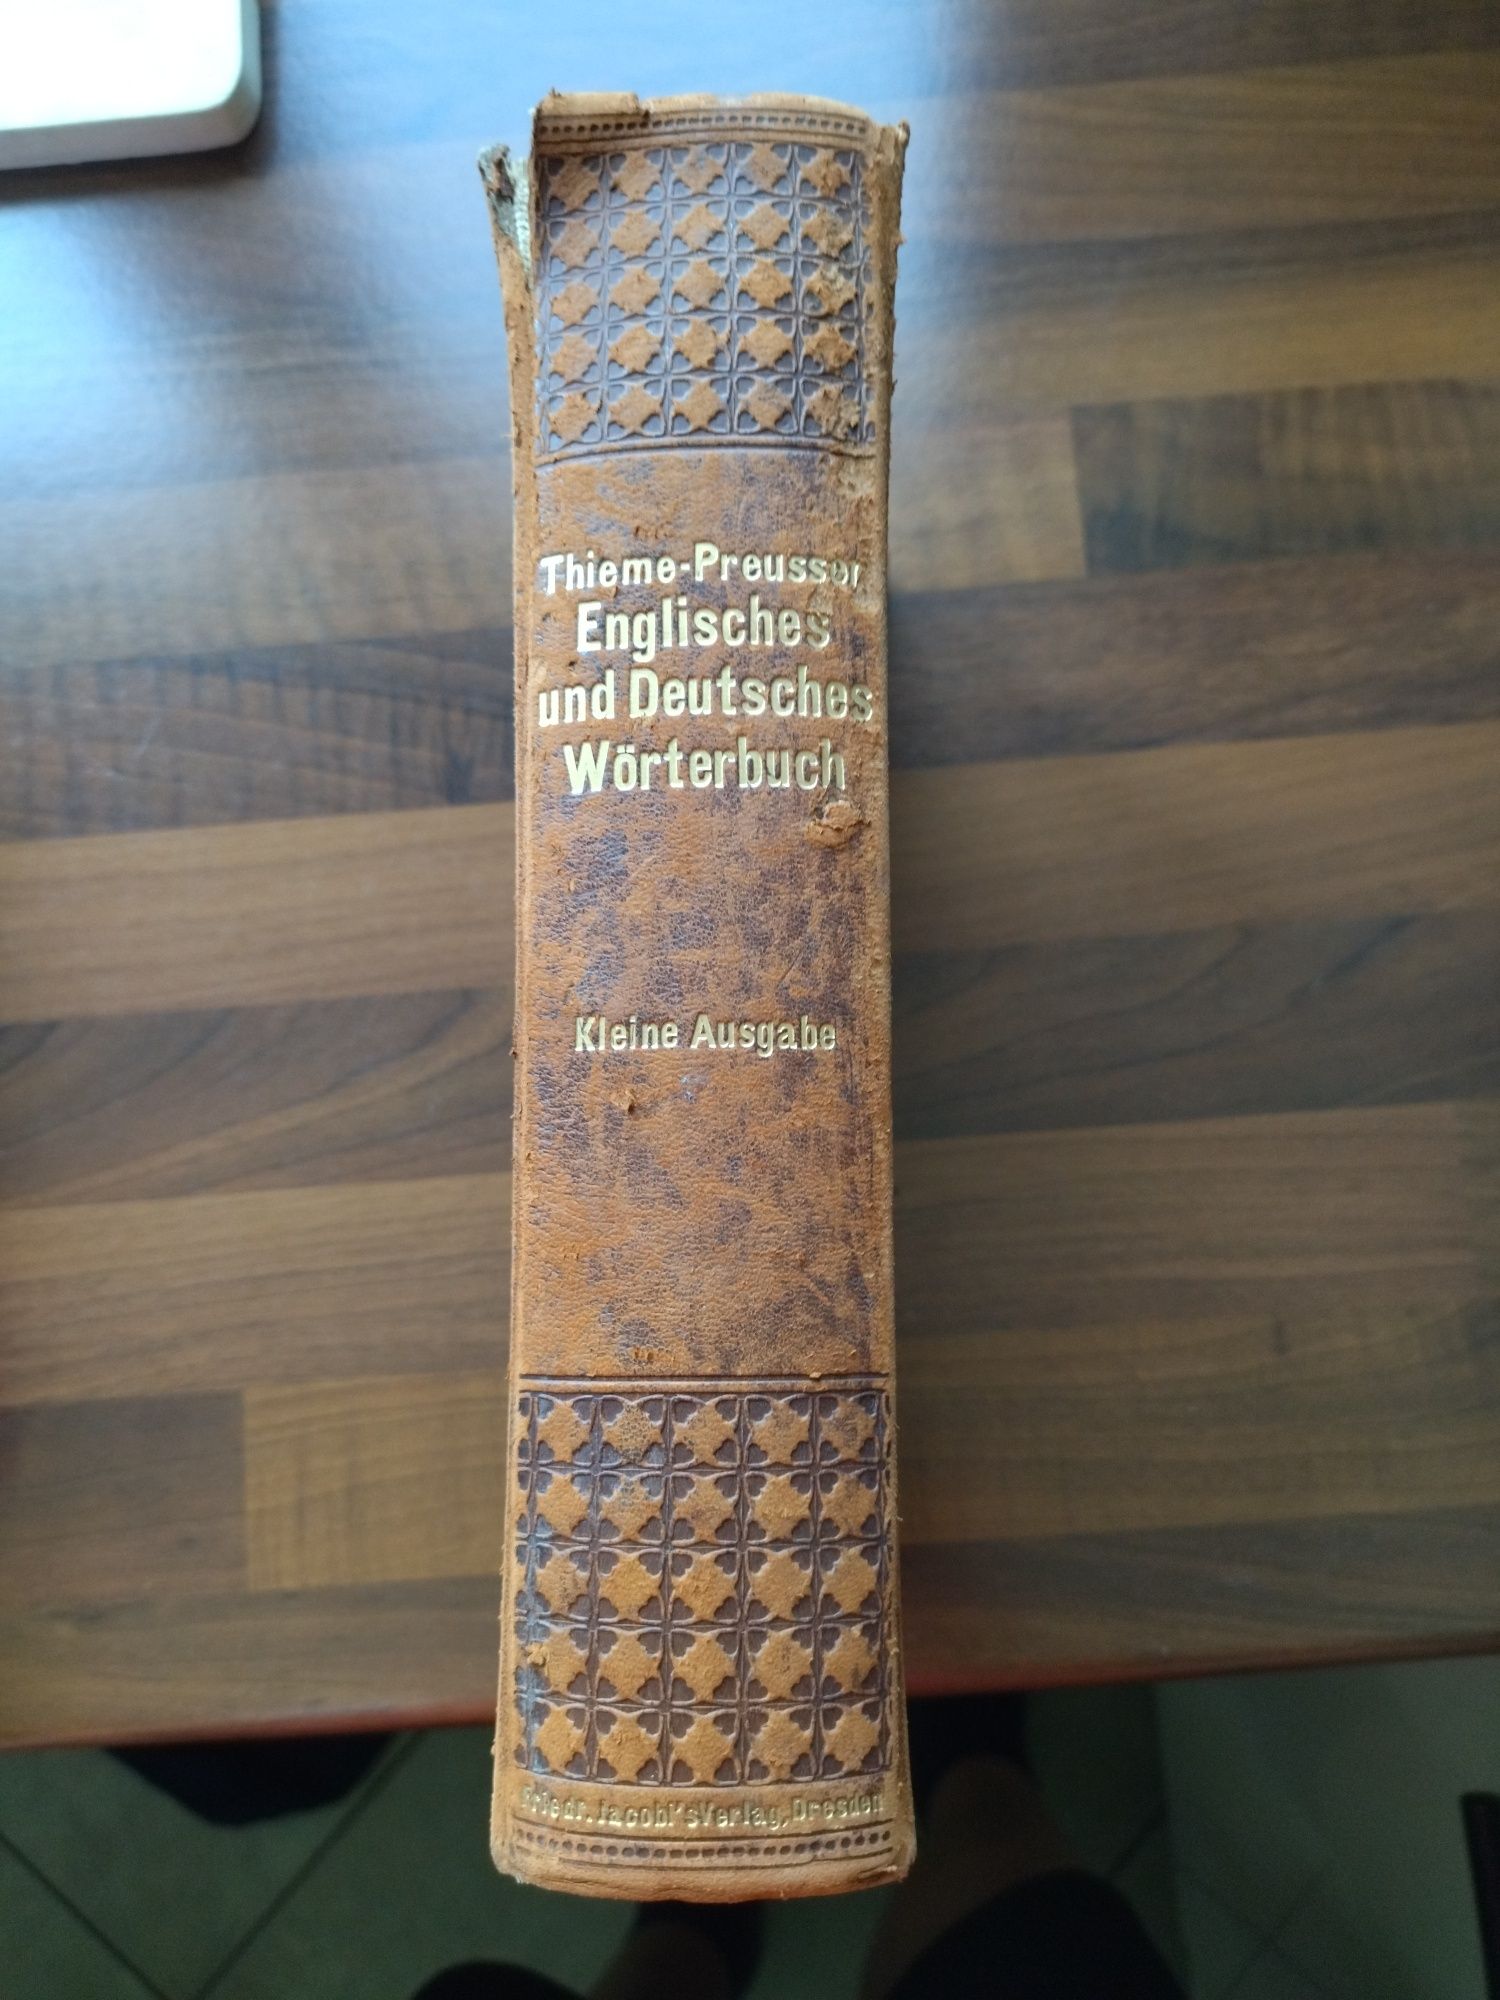 Thieme-Preusser
Englisches
und Deutsches
Wörterbuch
Kleine Ausgabe
Friedr. Jacobi's Verlag, Dresden